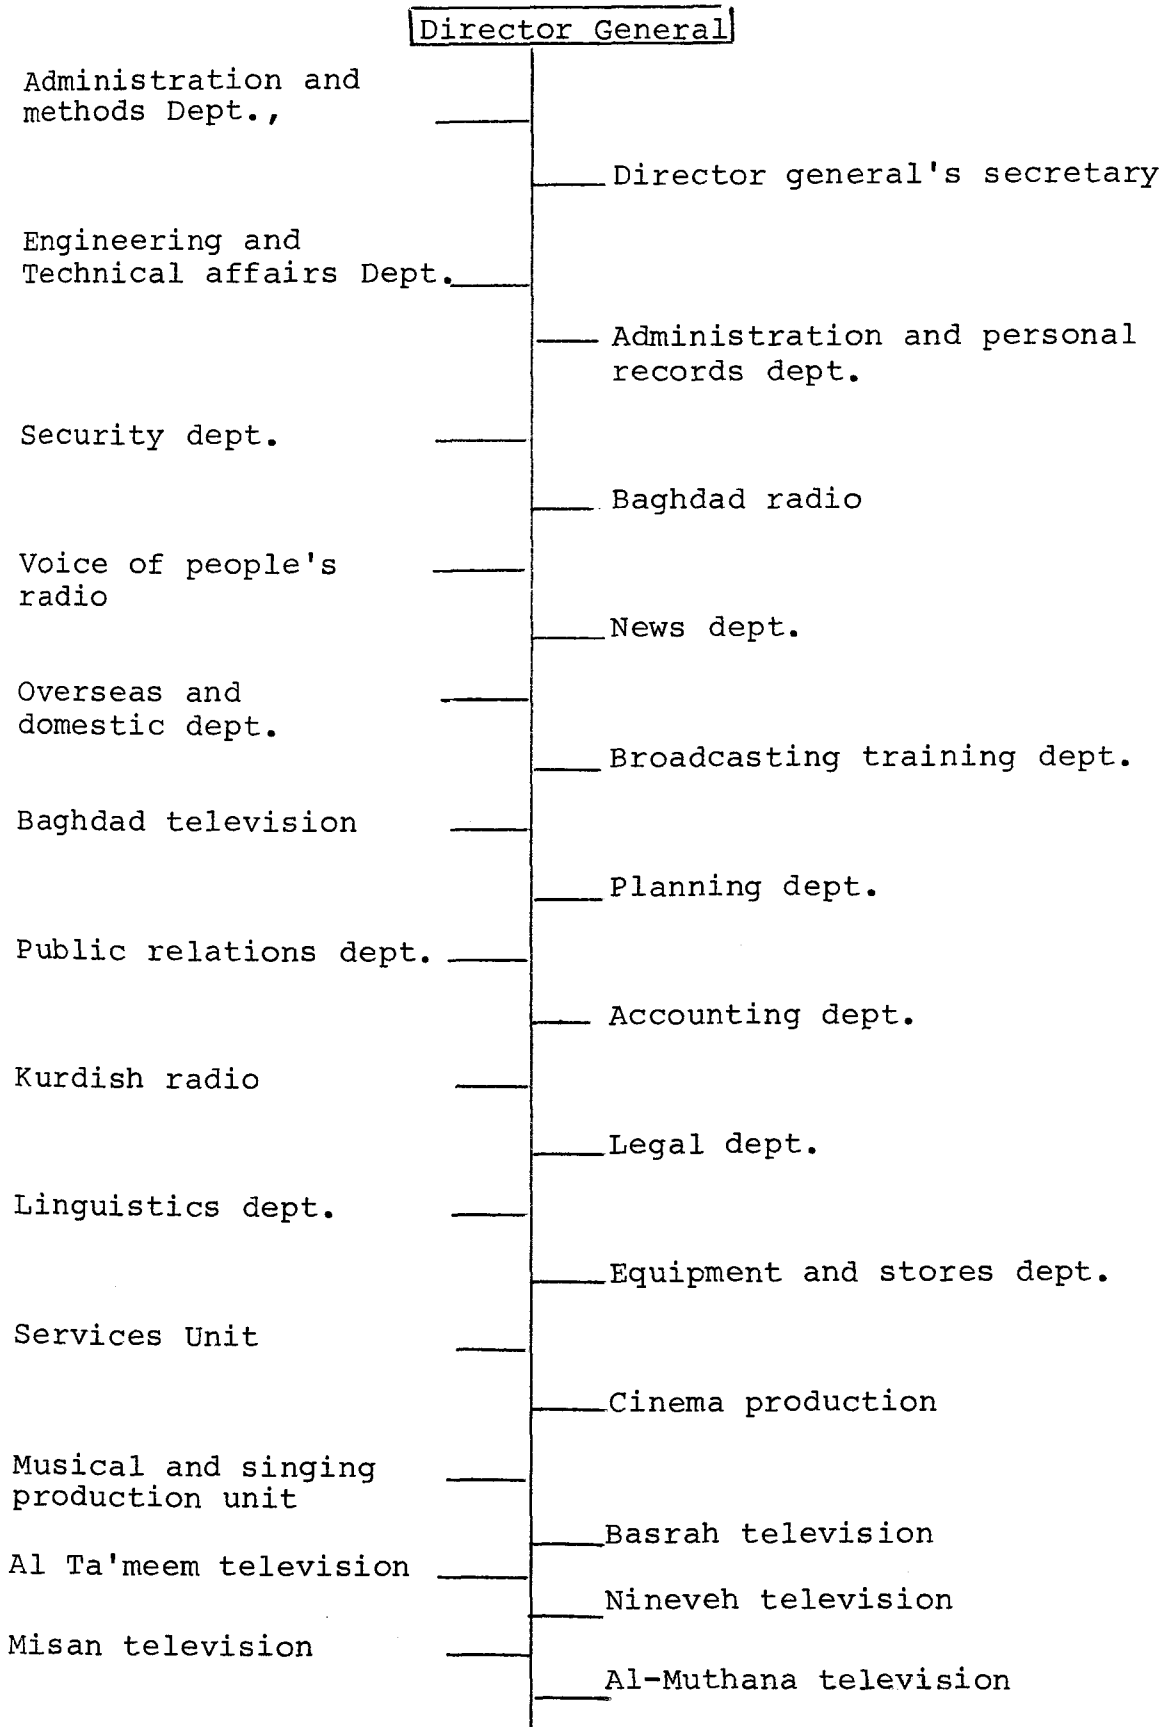 Director General
Administration and
methods Dept.,
Director general's secretary
Engineering and
Technical affairs Dept.
Administration and personal
records dept.
Security dept.
Baghdad radio
Voice of people's
radio
News dept.
Overseas and
domestic dept.
Broadcasting training dept.
Baghdad television
Planning dept.
Public relations dept.
Accounting dept.
Kurdish radio
Legal dept.
Linguistics dept.
Equipment and stores dept.
Services Unit
Cinema production
Musical and singing
production unit
Basrah television
Al Ta'meem television
Nineveh television
Misan television
Al-Muthana television